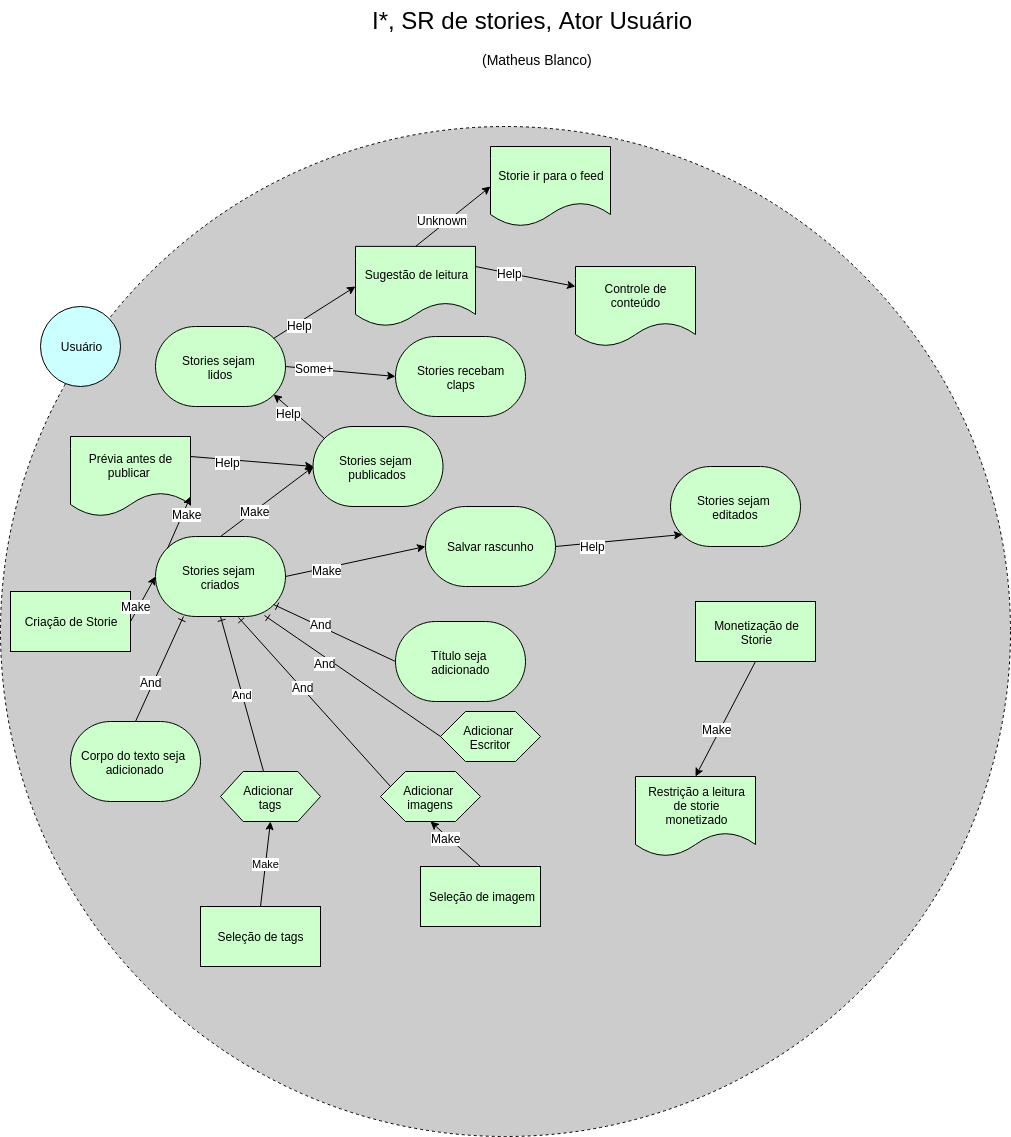 I*, SR de stories, Ator Usuário
(Matheus Blanco)
Storie ir para o feed
Unknown
Sugestão de leitura
Help
Controle de
conteúdo
Help
Usuário
Stories sejam
lidos
Some+
Stories recebam
claps
Help
Prévia antes de
publicar
Help
Stories sejam
publicados
Make
Make
Stories sejam
editados
Salvar rascunho
Help
Stories sejam
criados
Make
Make
Criação de Storie
And
Monetização de
Storie
Título seja
adicionado
And
And
And
And
Make
Adicionar
Escritor
Corpo do texto seja
adicionado
Adicionar
tags
Adicionar
imagens
Restrição a leitura
de storie
monetizado
Make
Make
Seleção de imagem
Seleção de tags